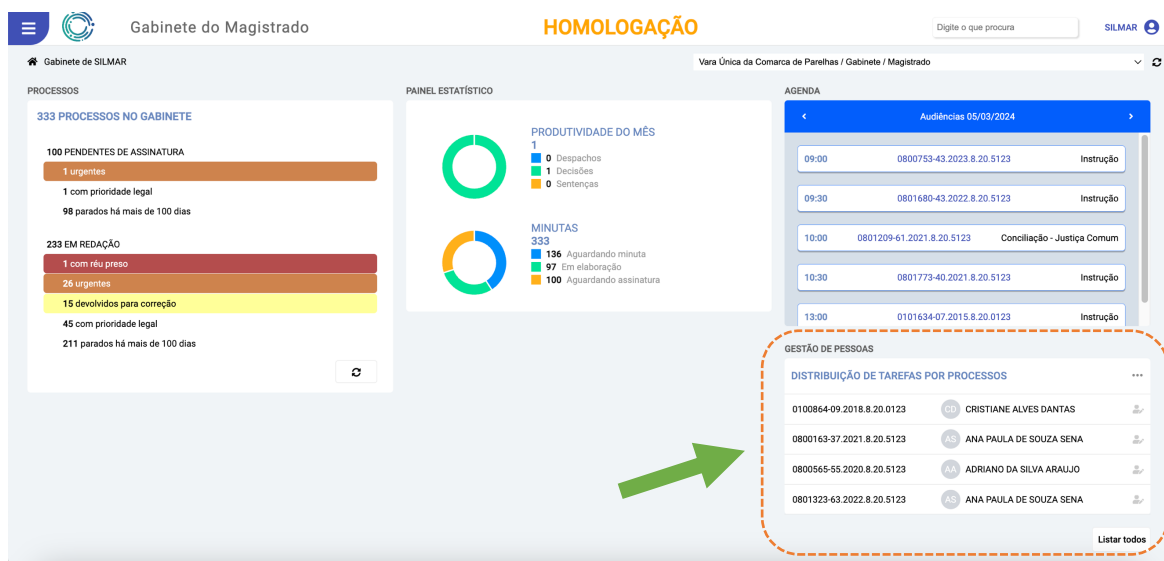 Gabinete do Magistrado
HOMOLOGAÇÃO
Digite o que procura
SILMAR
Gabinete de SILMAR
Vara Única da Comarca de Parelhas / Gabinete / Magistrado
PROCESSOS
333 PROCESSOS NO GABINETE
100 PENDENTES DE ASSINATURA
1 urgentes
1 com prioridade legal
98 parados há mais de 100 dias
233 EM REDAÇÃO
1 com réu preso
26 urgentes
15 devolvidos para correção
45 com prioridade legal
211 parados há mais de 100 dias
PAINEL ESTATÍSTICO
PRODUTIVIDADE DO MÊS
1
0 Despachos
1 Decisões
0 Sentenças
MINUTAS
333
136 Aguardando minuta
97 Em elaboração
100 Aguardando assinatura
AGENDA
Audiências 05/03/2024
09:00 0800753-43.2023.8.20.5123 Instrução
09:30 0801680-43.2022.8.20.5123 Instrução
10:00 0801209-61.2021.8.20.5123 Conciliação - Justiça Comum
10:30 0801773-40.2021.8.20.5123 Instrução
13:00 0101634-07.2015.8.20.0123 Instrução
GESTÃO DE PESSOAS
DISTRIBUIÇÃO DE TAREFAS POR PROCESSOS
0100864-09.2018.8.20.0123 CD CRISTIANE ALVES DANTAS
0800163-37.2021.8.20.5123 AS ANA PAULA DE SOUZA SENA
0800565-55.2020.8.20.5123 AA ADRIANO DA SILVA ARAUJO
0801323-63.2022.8.20.5123 AS ANA PAULA DE SOUZA SENA
Listar todos